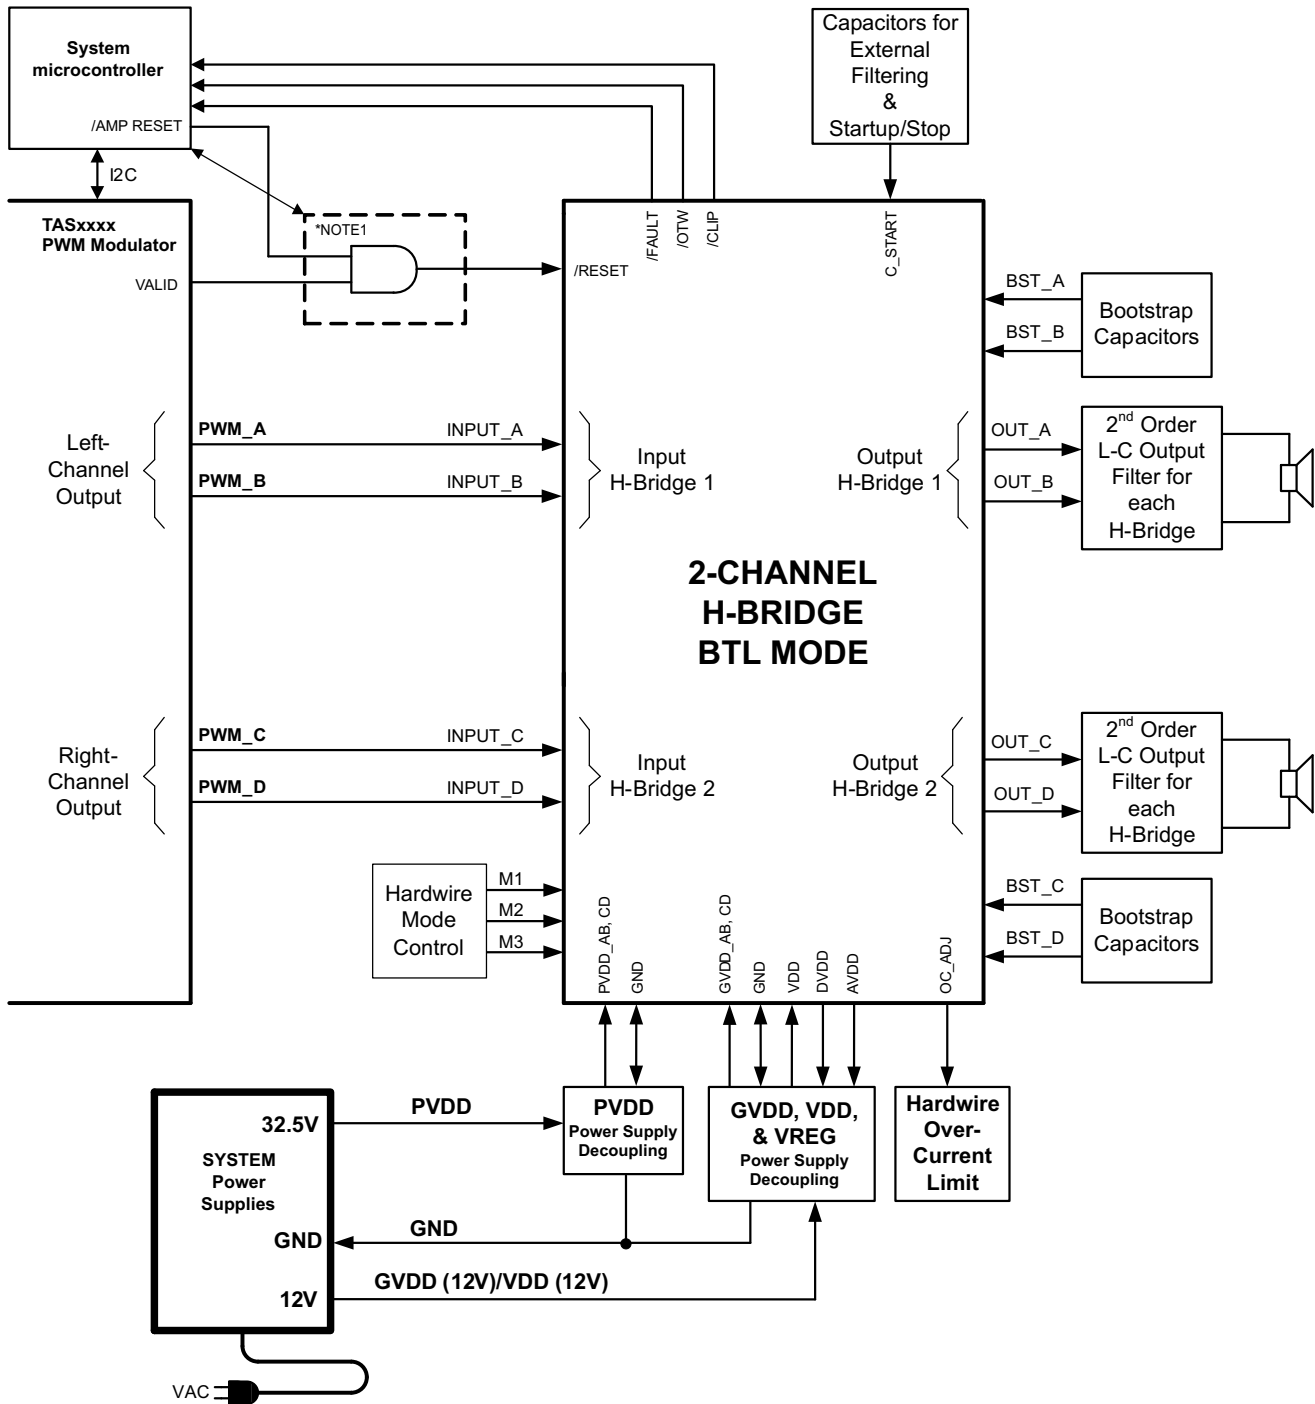 System
microcontroller
/AMP RESET
I2C
Capacitors for
External
Filtering
&
Startup/Stop
TASxxxx
PWM Modulator
VALID
*NOTE1
/RESET
/FAULT
/OTW
/CLIP
C_START
BST_A
BST_B
Bootstrap
Capacitors
Left-
Channel
Output
PWM_A
PWM_B
INPUT_A
INPUT_B
Input
H-Bridge 1
Output
H-Bridge 1
OUT_A
OUT_B
2nd Order
L-C Output
Filter for
each
H-Bridge
2-CHANNEL
H-BRIDGE
BTL MODE
Right-
Channel
Output
PWM_C
PWM_D
INPUT_C
INPUT_D
Input
H-Bridge 2
Output
H-Bridge 2
OUT_C
OUT_D
2nd Order
L-C Output
Filter for
each
H-Bridge
Hardwire
Mode
Control
M1
M2
M3
PVDD_AB, CD
GND
GVDD_AB, CD
GND
VDD
DVDD
AVDD
OC_ADJ
BST_C
BST_D
Bootstrap
Capacitors
32.5V
SYSTEM
Power
Supplies
GND
12V
PVDD
PVDD
Power Supply
Decoupling
GVDD, VDD,
& VREG
Power Supply
Decoupling
Hardwire
Over-
Current
Limit
GND
GVDD (12V)/VDD (12V)
VAC